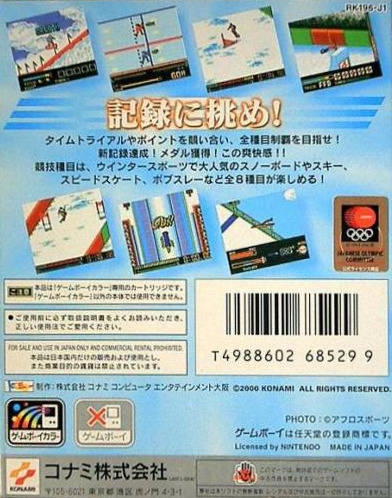 RK196-J1
記録に挑め!
タイムトライアルやポイントを競い合い、全種目制覇を目指せ!
新記録達成!メダル獲得!この爽快感!!
競技種目は、ウインタースポーツで大人気のスノーボードやスキー、
スピードスケート、ボブスレーなど全8種目が楽しめる!
JAPANESE OLYMPIC
COMMITTEE
公式ライセンス商品
本品は「ゲームボーイカラー」専用のカートリッジです。
「ゲームボーイカラー」以外の本体では使用できません。
●ご使用前に必ず取扱説明書をよくお読みいただき、
正しい使用法でご愛用ください。
FOR SALE AND USE IN JAPAN ONLY AND COMMERCIAL RENTAL PROHIBITED.
本品は日本国内だけの販売および使用とし、
また商業目的の賃貸は禁止されています。
T4988602 68529 9
制作:株式会社 コナミ コンピュータ エンタテインメント大阪
©2000 KONAMI ALL RIGHTS RESERVED.
PHOTO:©アフロスポーツ
ゲームボーイカラー
ゲームボーイ
ゲームボーイは任天堂の登録商標です。
Licensed by NINTENDO
MADE IN JAPAN
KONAMI
コナミ株式会社
〒105-6021 東京都港区虎ノ門4-3-1